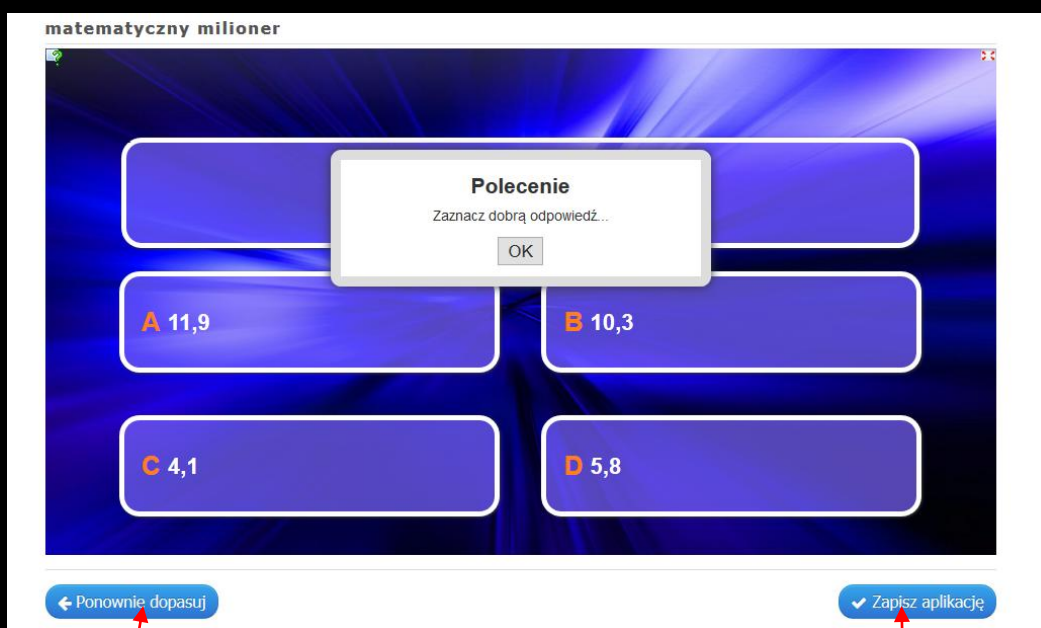 matematyczny milioner
Polecenie
Zaznacz dobrą odpowiedź...
OK
A 11,9
B 10,3
C 4,1
D 5,8
Ponownie dopasuj
Zapisz aplikację